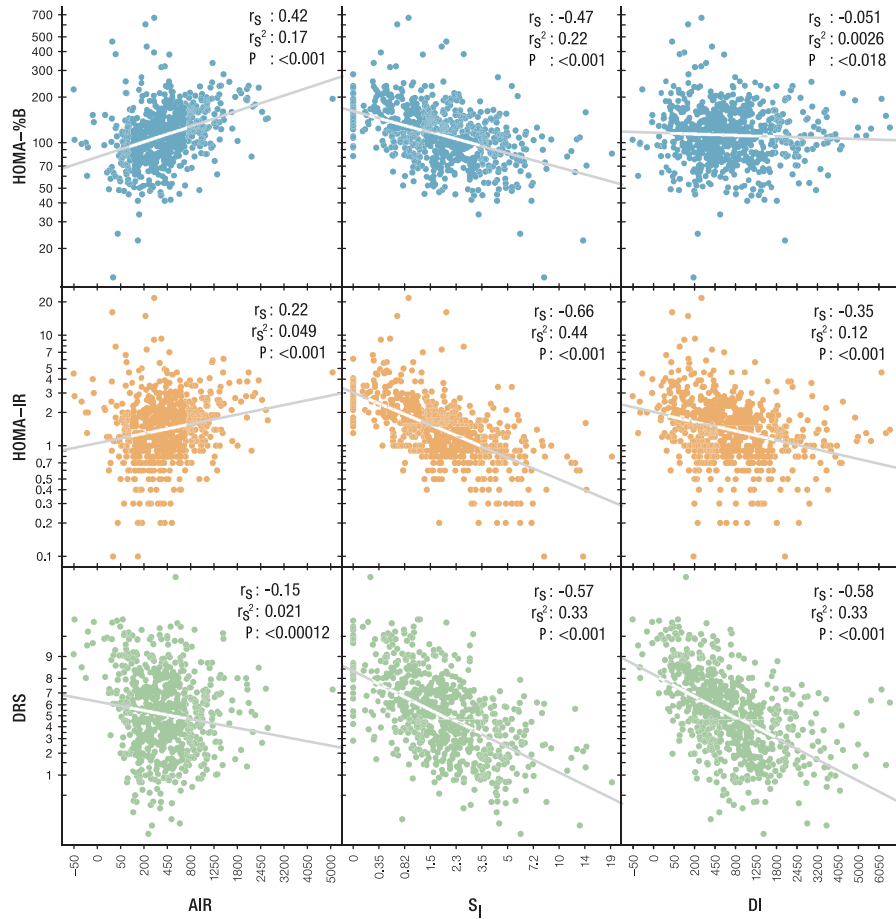 rS : 0.42
rS² : 0.17
P : <0.001
rS : -0.47
rS² : 0.22
P : <0.001
rS : -0.051
rS² : 0.0026
P : <0.018
HOMA–%B
700
500
400
300
200
100
70
50
40
20
rS : 0.22
rS² : 0.049
P : <0.001
rS : -0.66
rS² : 0.44
P : <0.001
rS : -0.35
rS² : 0.12
P : <0.001
HOMA–IR
20
10
5
4
3
2
1
0.7
0.5
0.4
0.3
0.2
0.1
rS : -0.15
rS² : 0.021
P : <0.00012
rS : -0.57
rS² : 0.33
P : <0.001
rS : -0.58
rS² : 0.33
P : <0.001
DRS
9
8
7
6
5
4
3
2
1
−50 0 50 200 450 800 1250 1800 2450 5000
0 0.35 0.82 1.5 2.3 3.5 5 7.2 10 14 19
−50 0 50 200 450 800 1250 1800 2450 3200 4050 5000 6050
AIR
SI
DI